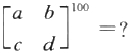 [a b
c d]^100 = ?